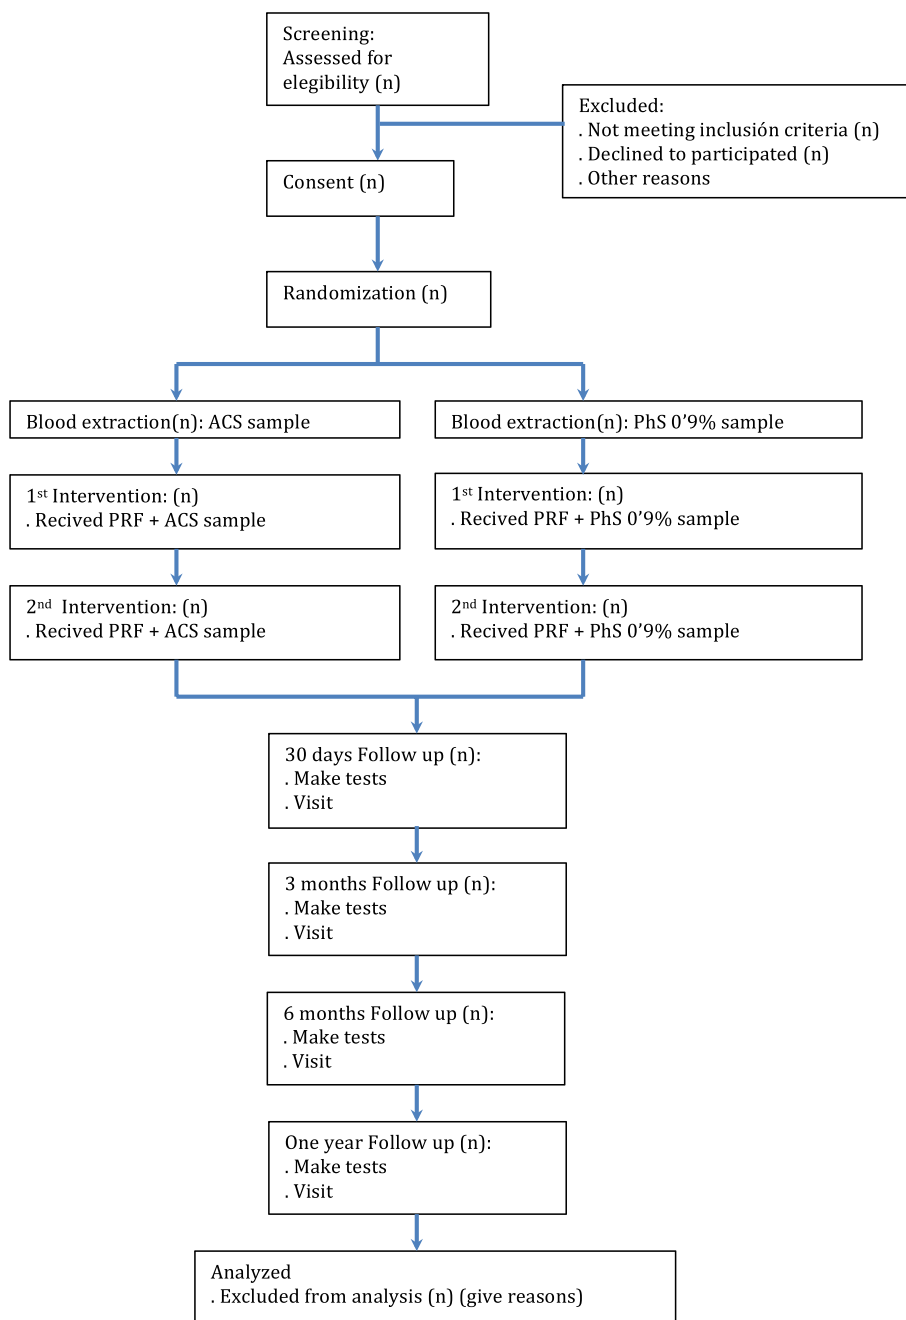 Screening:
Assessed for
elegibility (n)
Excluded:
. Not meeting inclusión criteria (n)
. Declined to participated (n)
. Other reasons
Consent (n)
Randomization (n)
Blood extraction(n): ACS sample
Blood extraction(n): PhS 0’9% sample
1st Intervention: (n)
. Recived PRF + ACS sample
1st Intervention: (n)
. Recived PRF + PhS 0’9% sample
2nd Intervention: (n)
. Recived PRF + ACS sample
2nd Intervention: (n)
. Recived PRF + PhS 0’9% sample
30 days Follow up (n):
. Make tests
. Visit
3 months Follow up (n):
. Make tests
. Visit
6 months Follow up (n):
. Make tests
. Visit
One year Follow up (n):
. Make tests
. Visit
Analyzed
. Excluded from analysis (n) (give reasons)